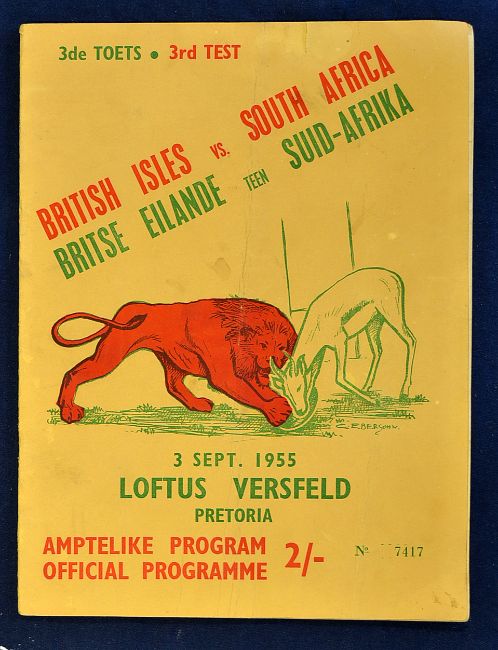 3de TOETS • 3rd TEST
BRITISH ISLES vs. SOUTH AFRICA
BRITSE EILANDE TEEN SUID-AFRIKA
C. EBERSOHN.
3 SEPT. 1955
LOFTUS VERSFELD
PRETORIA
AMPTELIKE PROGRAM
OFFICIAL PROGRAMME
2/-
Nº 7417